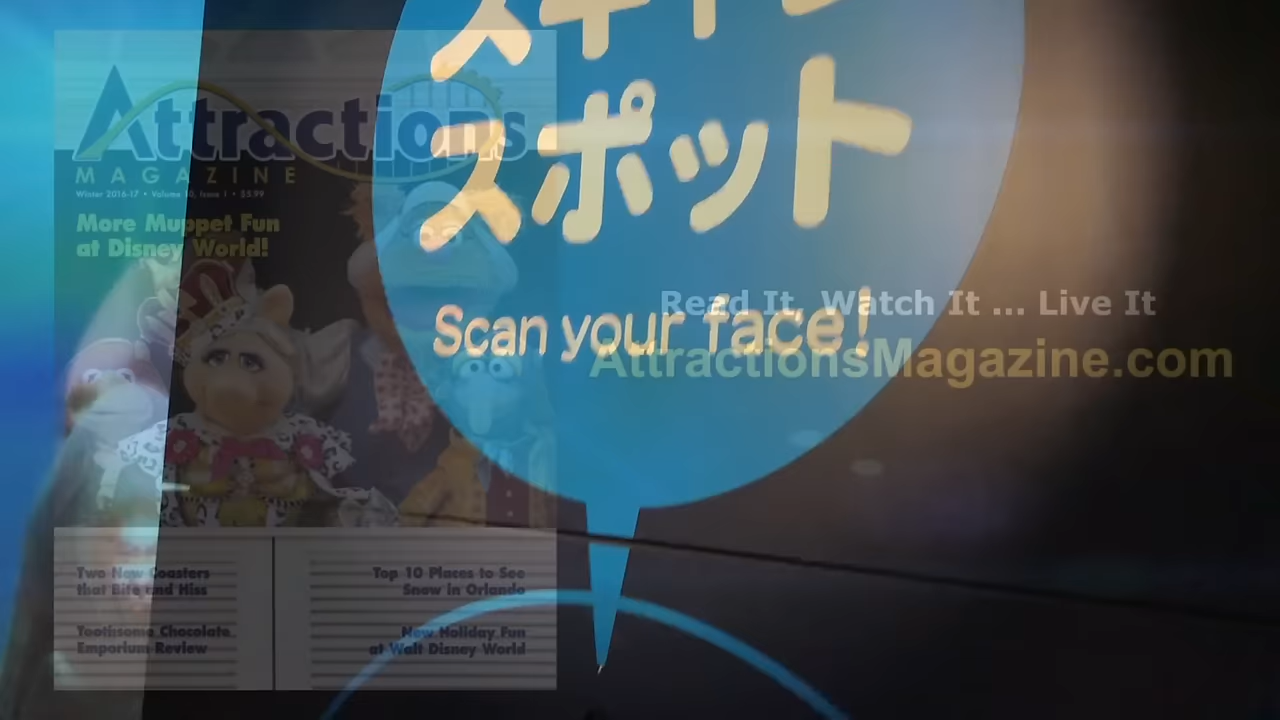 Attractions
MAGAZINE
Winter 2016-17 • Volume 10, Issue 1 • $5.99
More Muppet Fun
at Disney World!
Two New Coasters
that Bite and Hiss
Tootissome Chocolate
Emporium Review
Top 10 Places to See
Snow in Orlando
New Holiday Fun
at Walt Disney World
スポット
Scan your face!
Read It, Watch It ... Live It
AttractionsMagazine.com